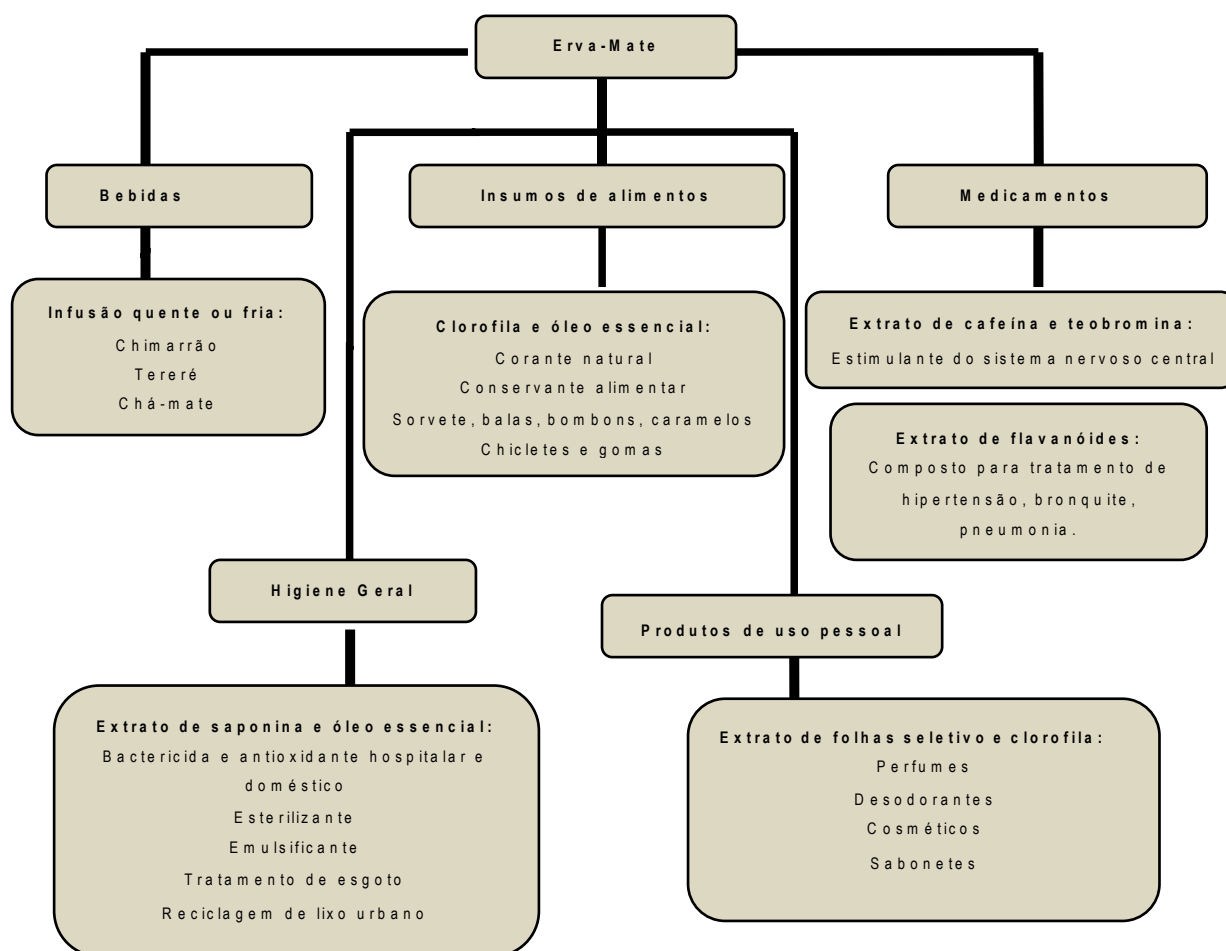 Erva-Mate
Bebidas
Insumos de alimentos
Medicamentos
Infusão quente ou fria:
Chimarrão
Tereré
Chá-mate
Clorofila e óleo essencial:
Corante natural
Conservante alimentar
Sorvete, balas, bombons, caramelos
Chicletes e gomas
Extrato de cafeína e teobromina:
Estimulante do sistema nervoso central
Extrato de flavanóides:
Composto para tratamento de
hipertensão, bronquite,
pneumonia.
Higiene Geral
Produtos de uso pessoal
Extrato de saponina e óleo essencial:
Bactericida e antioxidante hospitalar e
doméstico
Esterilizante
Emulsificante
Tratamento de esgoto
Reciclagem de lixo urbano
Extrato de folhas seletivo e clorofila:
Perfumes
Desodorantes
Cosméticos
Sabonetes